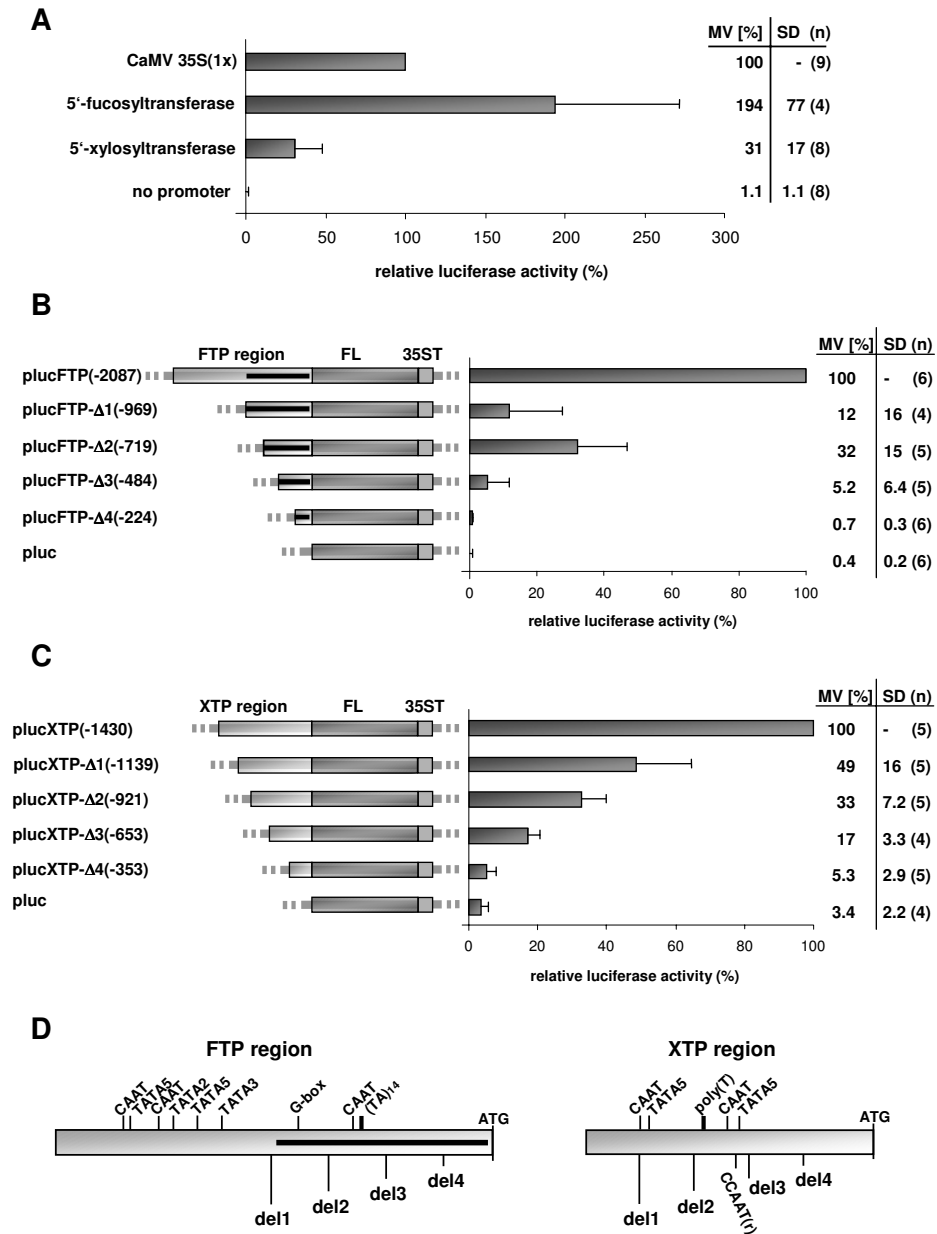 A
MV [%] SD (n)
CaMV 35S(1x) 100 - (9)
5‘-fucosyltransferase 194 77 (4)
5‘-xylosyltransferase 31 17 (8)
no promoter 1.1 1.1 (8)
0 50 100 150 200 250 300
relative luciferase activity (%)
B
FTP region FL 35ST MV [%] SD (n)
plucFTP(-2087) 100 - (6)
plucFTP-Δ1(-969) 12 16 (4)
plucFTP-Δ2(-719) 32 15 (5)
plucFTP-Δ3(-484) 5.2 6.4 (5)
plucFTP-Δ4(-224) 0.7 0.3 (6)
pluc 0.4 0.2 (6)
0 20 40 60 80 100
relative luciferase activity (%)
C
XTP region FL 35ST MV [%] SD (n)
plucXTP(-1430) 100 - (5)
plucXTP-Δ1(-1139) 49 16 (5)
plucXTP-Δ2(-921) 33 7.2 (5)
plucXTP-Δ3(-653) 17 3.3 (4)
plucXTP-Δ4(-353) 5.3 2.9 (5)
pluc 3.4 2.2 (4)
0 20 40 60 80 100
relative luciferase activity (%)
D
FTP region
CAAT TATA5 CAAT TATA2 TATA5 TATA3 G-box CAAT (TA)14 ATG
del1 del2 del3 del4
XTP region
CAAT TATA5 poly(T) CAAT TATA5 ATG
del1 del2 CCAAT(r) del3 del4